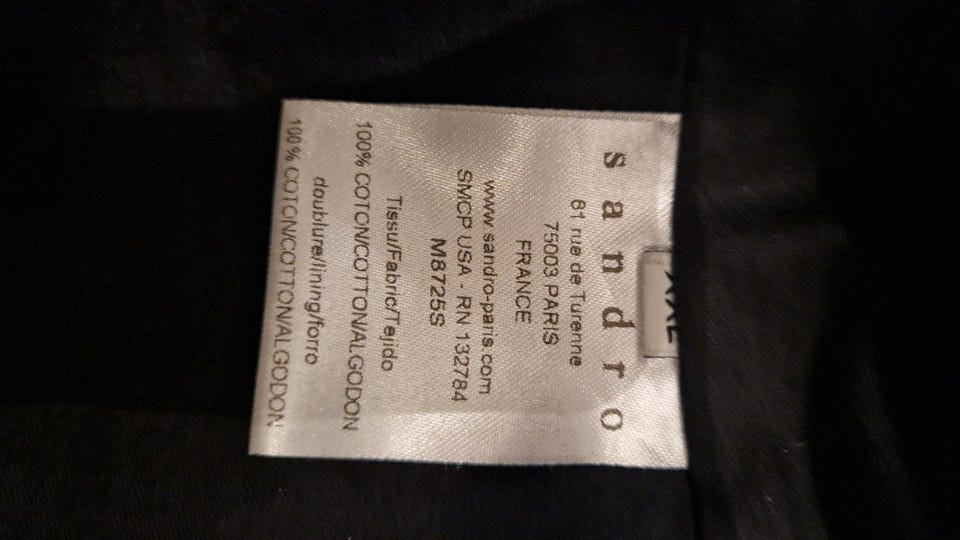 XXL
sandro
61 rue de Turenne
75003 PARIS
FRANCE
www.sandro-paris.com
SMCP USA - RN 132784
M8725S
Tissu/Fabric/Tejido
100% COTON/COTTON/ALGODON
doublure/lining/forro
100% COTON/COTTON/ALGODON